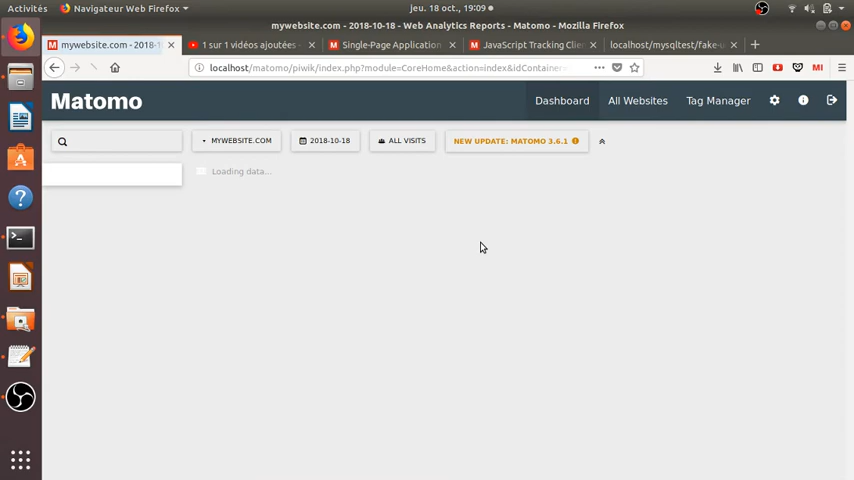 Activités
Navigateur Web Firefox
jeu. 18 oct., 19:09
mywebsite.com - 2018-10-18 - Web Analytics Reports - Matomo - Mozilla Firefox
mywebsite.com - 2018-1
1 sur 1 vidéos ajoutées -
Single-Page Application
JavaScript Tracking Clie
localhost/mysqltest/fake-u
localhost/matomo/piwik/index.php?module=CoreHome&action=index&idContainer
MI
Matomo
Dashboard
All Websites
Tag Manager
MYWEBSITE.COM
2018-10-18
ALL VISITS
NEW UPDATE: MATOMO 3.6.1
Loading data...